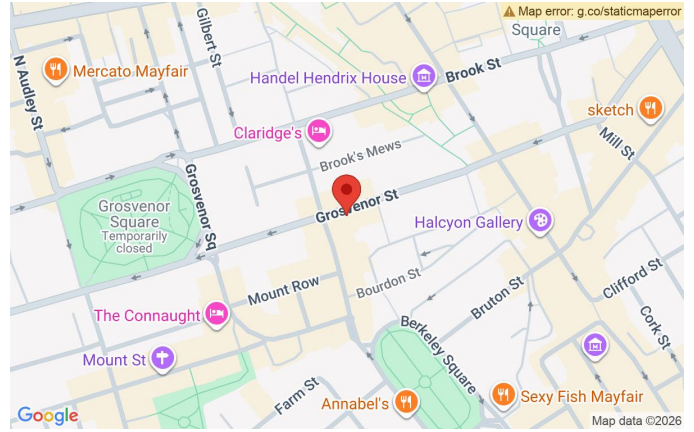 Map error: g.co/staticmaperror
Gilbert St
Square
N Audley St
Mercato Mayfair
Handel Hendrix House
Brook St
sketch
Claridge's
Mill St
Brook's Mews
Grosvenor Sq
Grosvenor
Square
Temporarily
closed
Grosvenor St
Halcyon Gallery
Mount Row
Bourdon St
Clifford St
Bruton St
The Connaught
Cork St
Berkeley Square
Mount St
Farm St
Annabel's
Sexy Fish Mayfair
Google
Map data ©2026